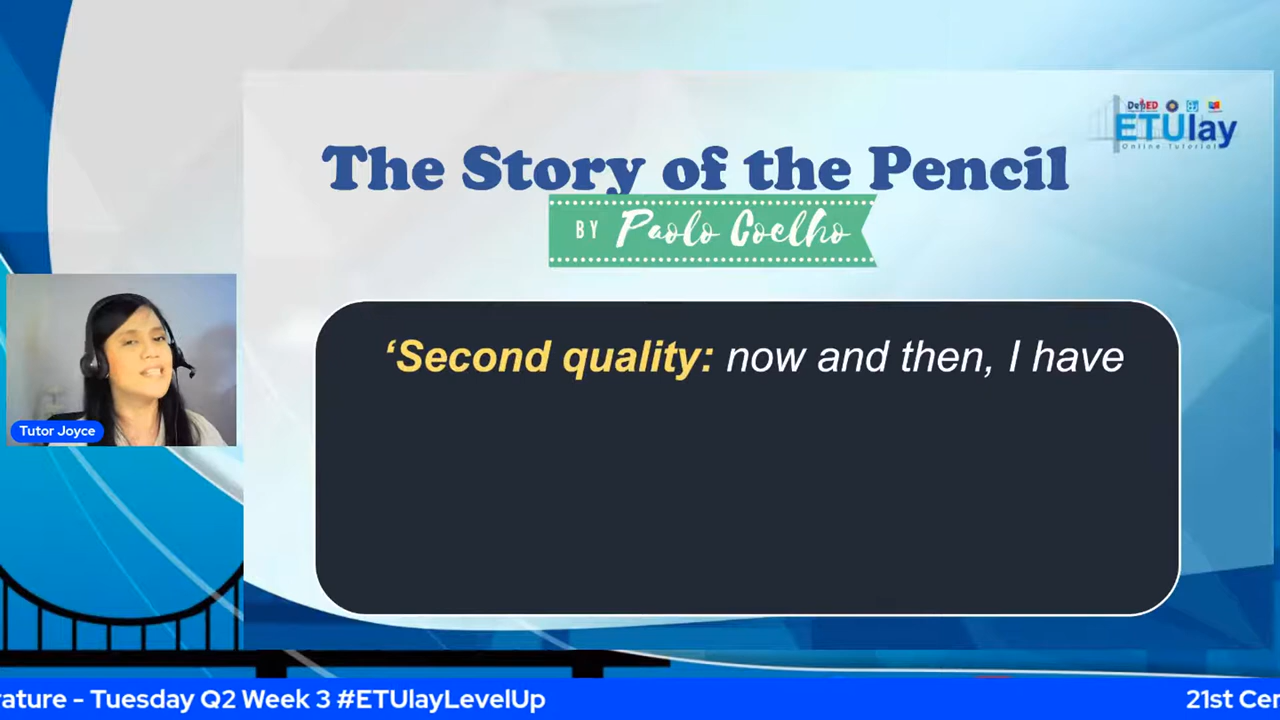 DepED
ETUlay
Online Tutorial
The Story of the Pencil
BY Paolo Coelho
‘Second quality: now and then, I have
Tutor Joyce
rature - Tuesday Q2 Week 3 #ETUlayLevelUp
21st Cen